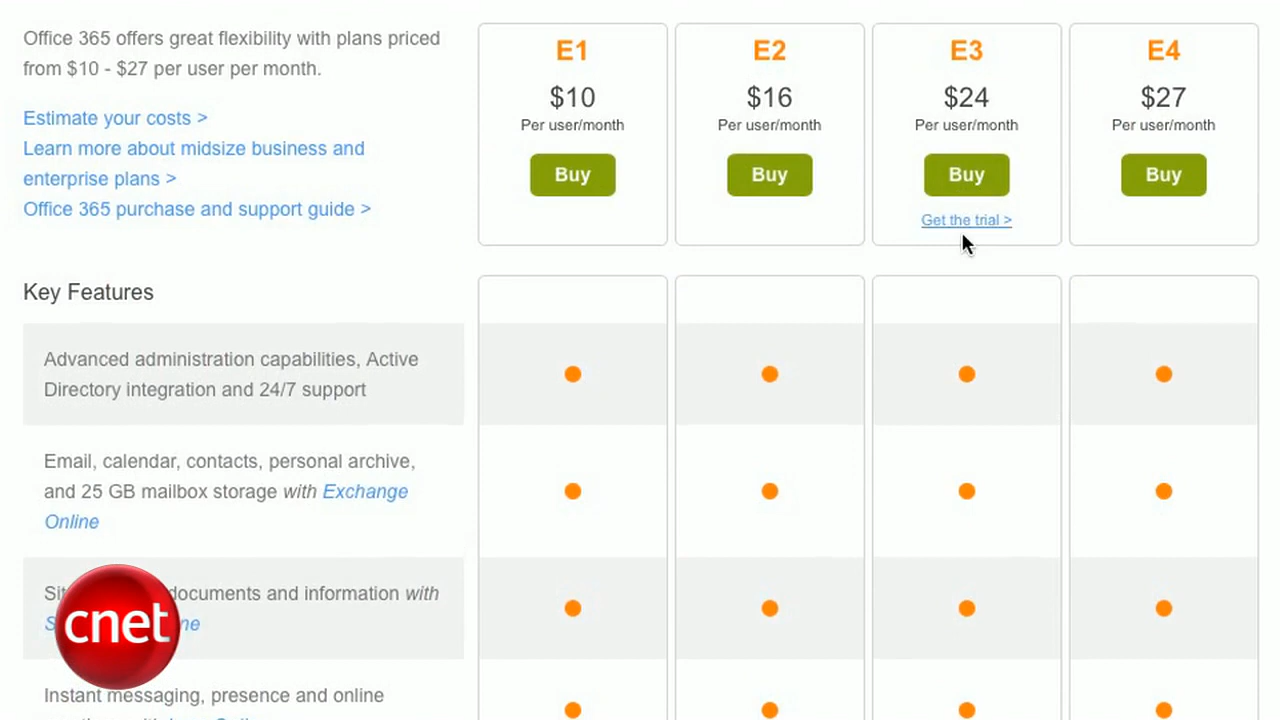 Office 365 offers great flexibility with plans priced
from $10 - $27 per user per month.
Estimate your costs >
Learn more about midsize business and
enterprise plans >
Office 365 purchase and support guide >
E1
$10
Per user/month
Buy
E2
$16
Per user/month
Buy
E3
$24
Per user/month
Buy
Get the trial >
E4
$27
Per user/month
Buy
Key Features
Advanced administration capabilities, Active
Directory integration and 24/7 support
Email, calendar, contacts, personal archive,
and 25 GB mailbox storage with Exchange
Online
documents and information with
cnet
Instant messaging, presence and online